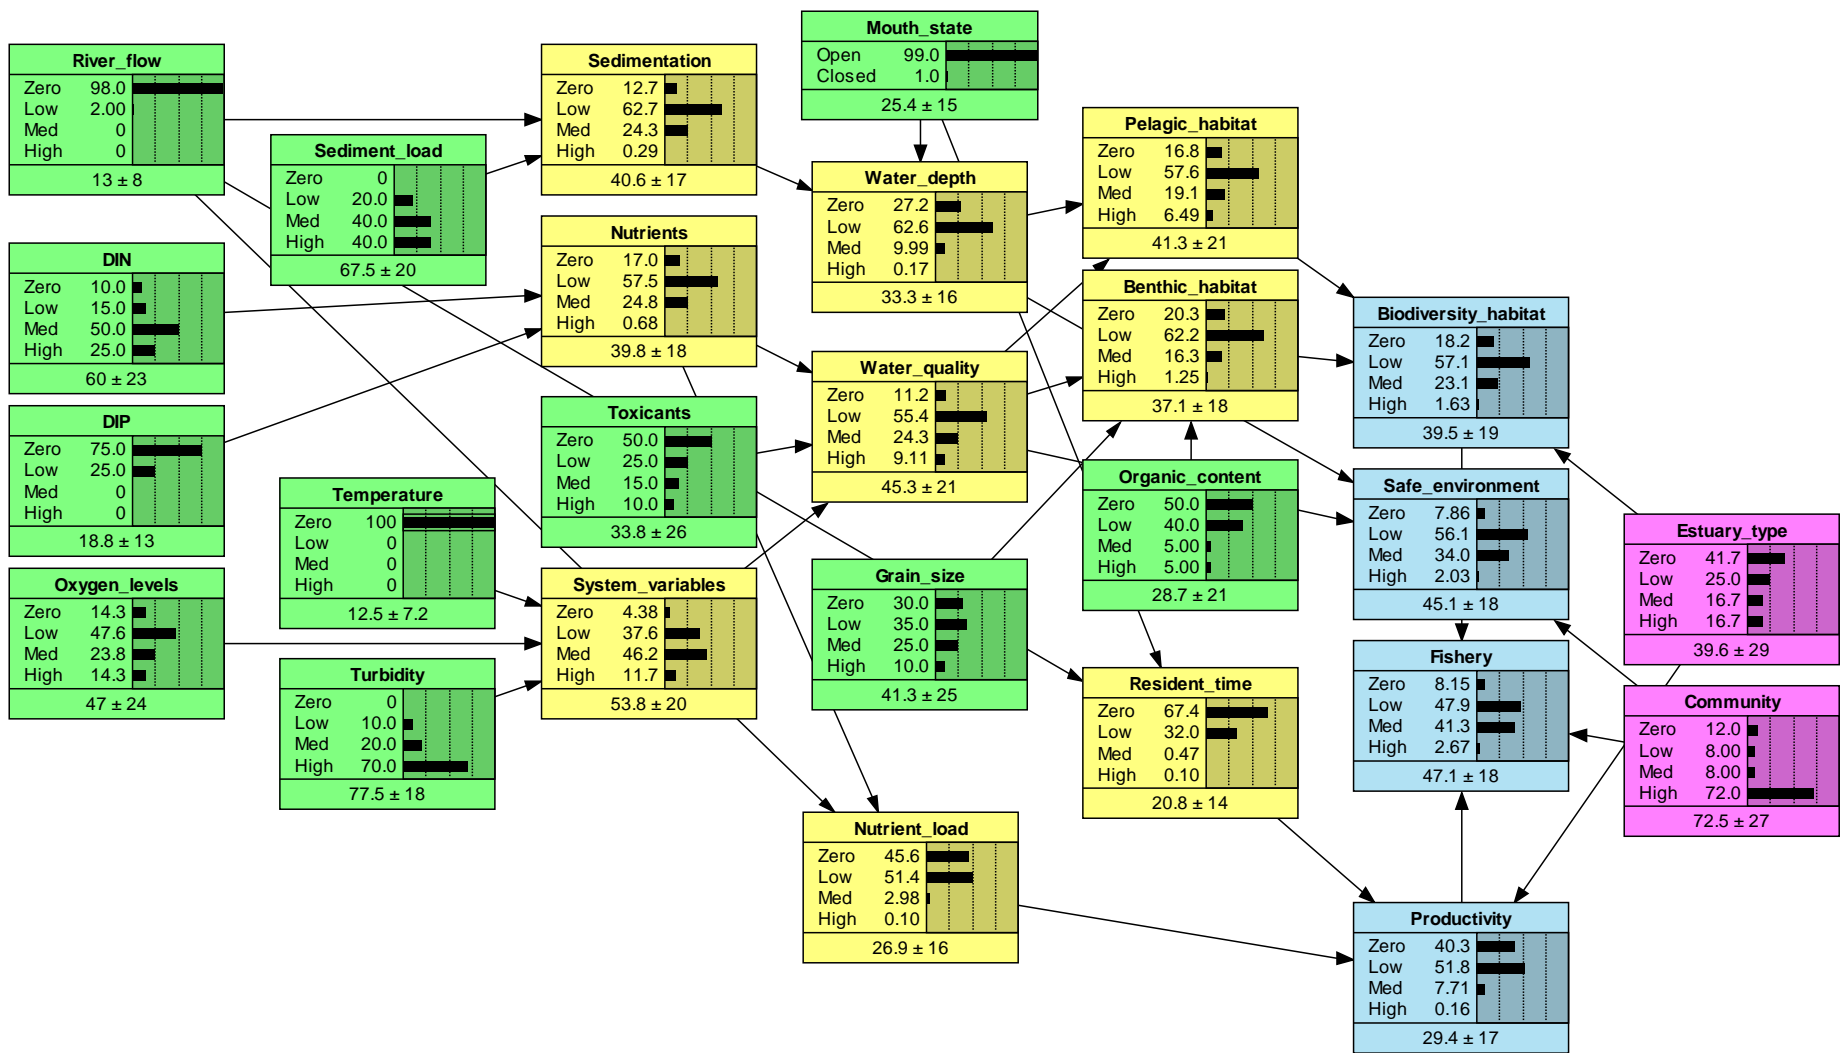 Mouth_state
Open 99.0
Closed 1.0
25.4 ± 15
River_flow
Zero 98.0
Low 2.00
Med 0
High 0
13 ± 8
Sedimentation
Zero 12.7
Low 62.7
Med 24.3
High 0.29
40.6 ± 17
Pelagic_habitat
Zero 16.8
Low 57.6
Med 19.1
High 6.49
41.3 ± 21
Sediment_load
Zero 0
Low 20.0
Med 40.0
High 40.0
67.5 ± 20
Water_depth
Zero 27.2
Low 62.6
Med 9.99
High 0.17
33.3 ± 16
Nutrients
Zero 17.0
Low 57.5
Med 24.8
High 0.68
39.8 ± 18
DIN
Zero 10.0
Low 15.0
Med 50.0
High 25.0
60 ± 23
Benthic_habitat
Zero 20.3
Low 62.2
Med 16.3
High 1.25
37.1 ± 18
Biodiversity_habitat
Zero 18.2
Low 57.1
Med 23.1
High 1.63
39.5 ± 19
Water_quality
Zero 11.2
Low 55.4
Med 24.3
High 9.11
45.3 ± 21
DIP
Zero 75.0
Low 25.0
Med 0
High 0
18.8 ± 13
Toxicants
Zero 50.0
Low 25.0
Med 15.0
High 10.0
33.8 ± 26
Organic_content
Zero 50.0
Low 40.0
Med 5.00
High 5.00
28.7 ± 21
Safe_environment
Zero 7.86
Low 56.1
Med 34.0
High 2.03
45.1 ± 18
Temperature
Zero 100
Low 0
Med 0
High 0
12.5 ± 7.2
Estuary_type
Zero 41.7
Low 25.0
Med 16.7
High 16.7
39.6 ± 29
Oxygen_levels
Zero 14.3
Low 47.6
Med 23.8
High 14.3
47 ± 24
System_variables
Zero 4.38
Low 37.6
Med 46.2
High 11.7
53.8 ± 20
Grain_size
Zero 30.0
Low 35.0
Med 25.0
High 10.0
41.3 ± 25
Fishery
Zero 8.15
Low 47.9
Med 41.3
High 2.67
47.1 ± 18
Turbidity
Zero 0
Low 10.0
Med 20.0
High 70.0
77.5 ± 18
Resident_time
Zero 67.4
Low 32.0
Med 0.47
High 0.10
20.8 ± 14
Community
Zero 12.0
Low 8.00
Med 8.00
High 72.0
72.5 ± 27
Nutrient_load
Zero 45.6
Low 51.4
Med 2.98
High 0.10
26.9 ± 16
Productivity
Zero 40.3
Low 51.8
Med 7.71
High 0.16
29.4 ± 17